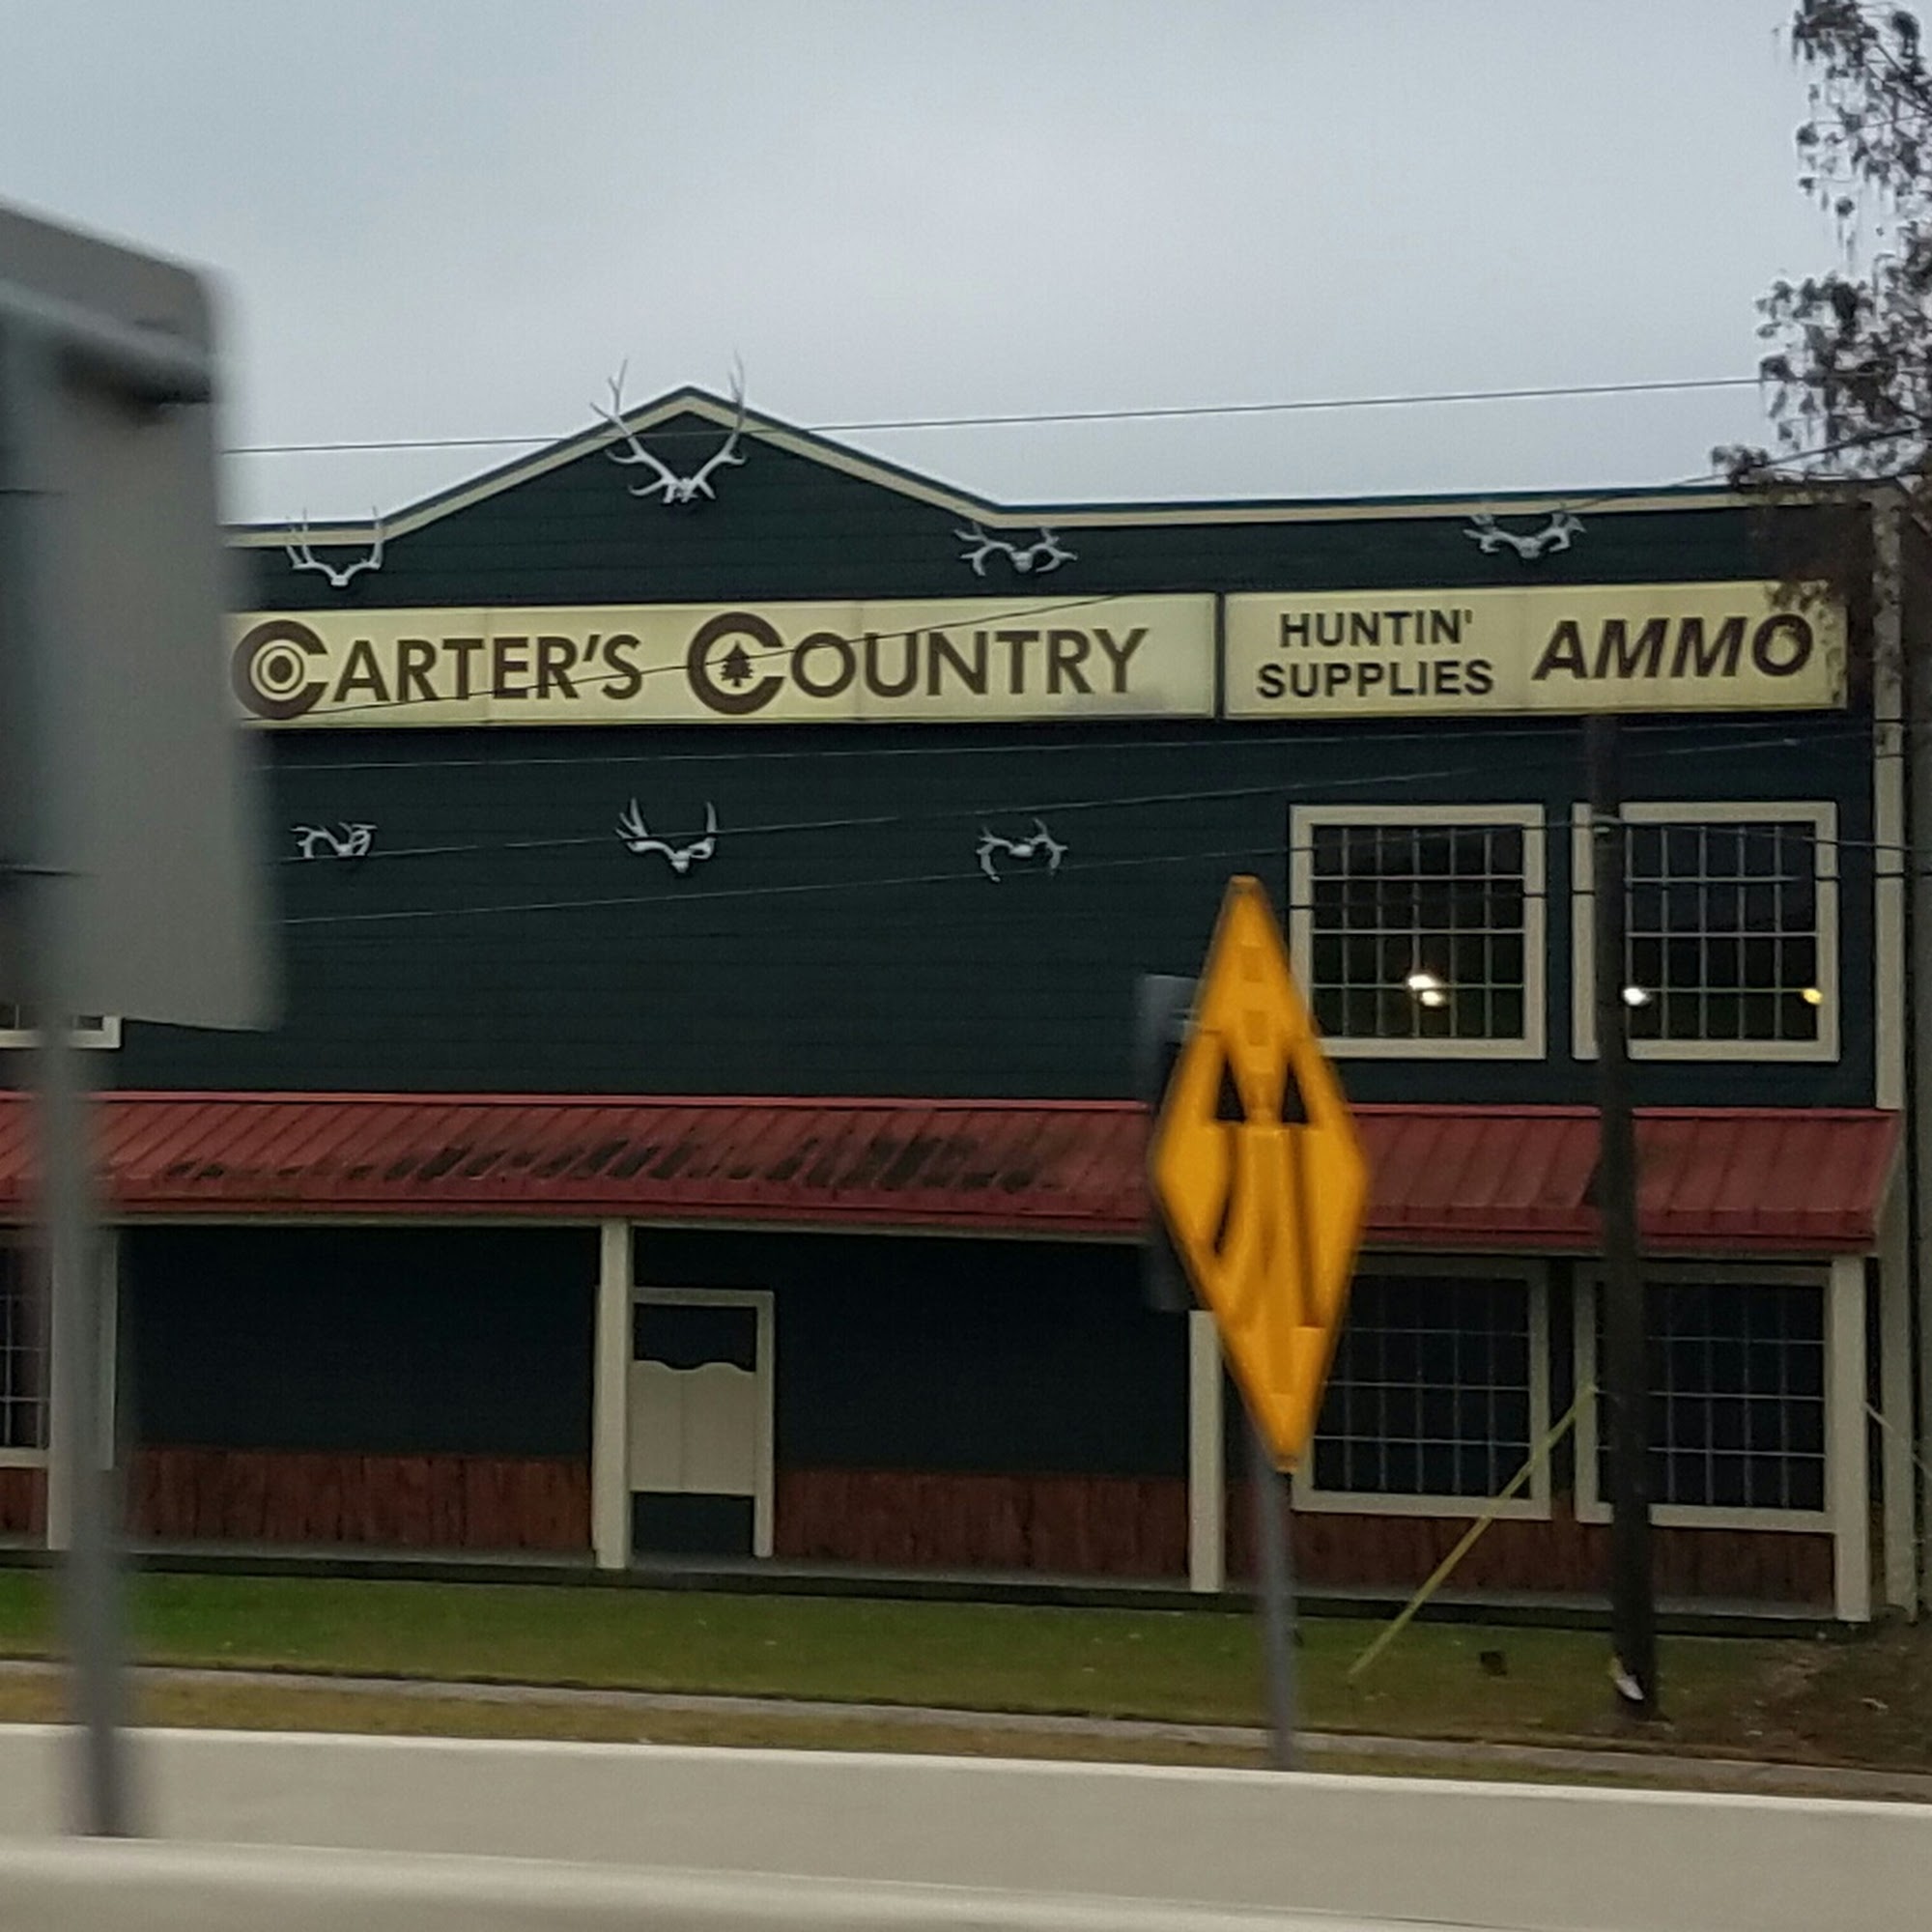 CARTER'S COUNTRY
HUNTIN'
SUPPLIES
AMMO